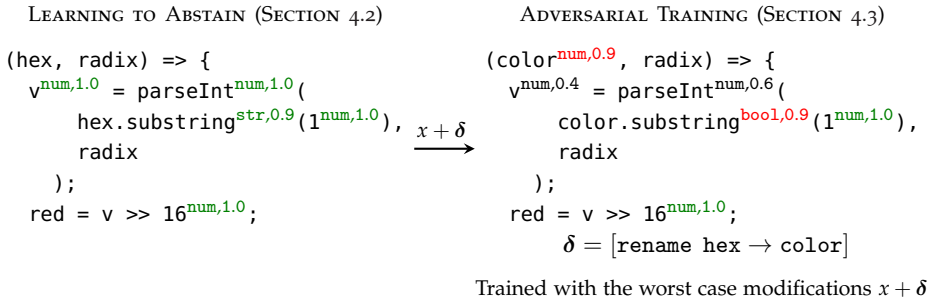 LEARNING TO ABSTAIN (SECTION 4.2)
(hex, radix) => {
v^num,1.0 = parseInt^num,1.0(
hex.substring^str,0.9(1^num,1.0),
radix
);
red = v >> 16^num,1.0;
x + δ
ADVERSARIAL TRAINING (SECTION 4.3)
(color^num,0.9, radix) => {
v^num,0.4 = parseInt^num,0.6(
color.substring^bool,0.9(1^num,1.0),
radix
);
red = v >> 16^num,1.0;
δ = [rename hex → color]
Trained with the worst case modifications x + δ